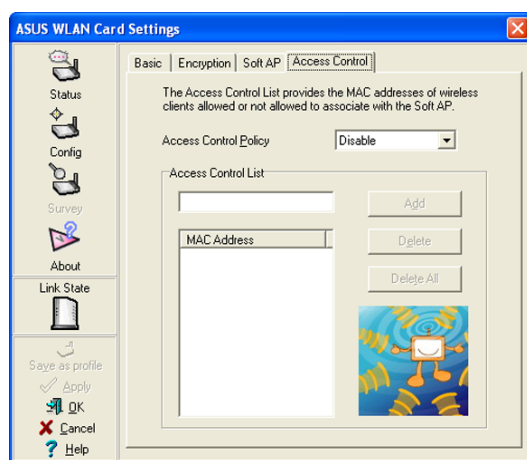 ASUS WLAN Card Settings
Status
Config
Survey
About
Link State
Save as profile
Apply
OK
Cancel
Help
Basic
Encryption
Soft AP
Access Control
The Access Control List provides the MAC addresses of wireless
clients allowed or not allowed to associate with the Soft AP.
Access Control Policy
Disable
Access Control List
Add
MAC Address
Delete
Delete All